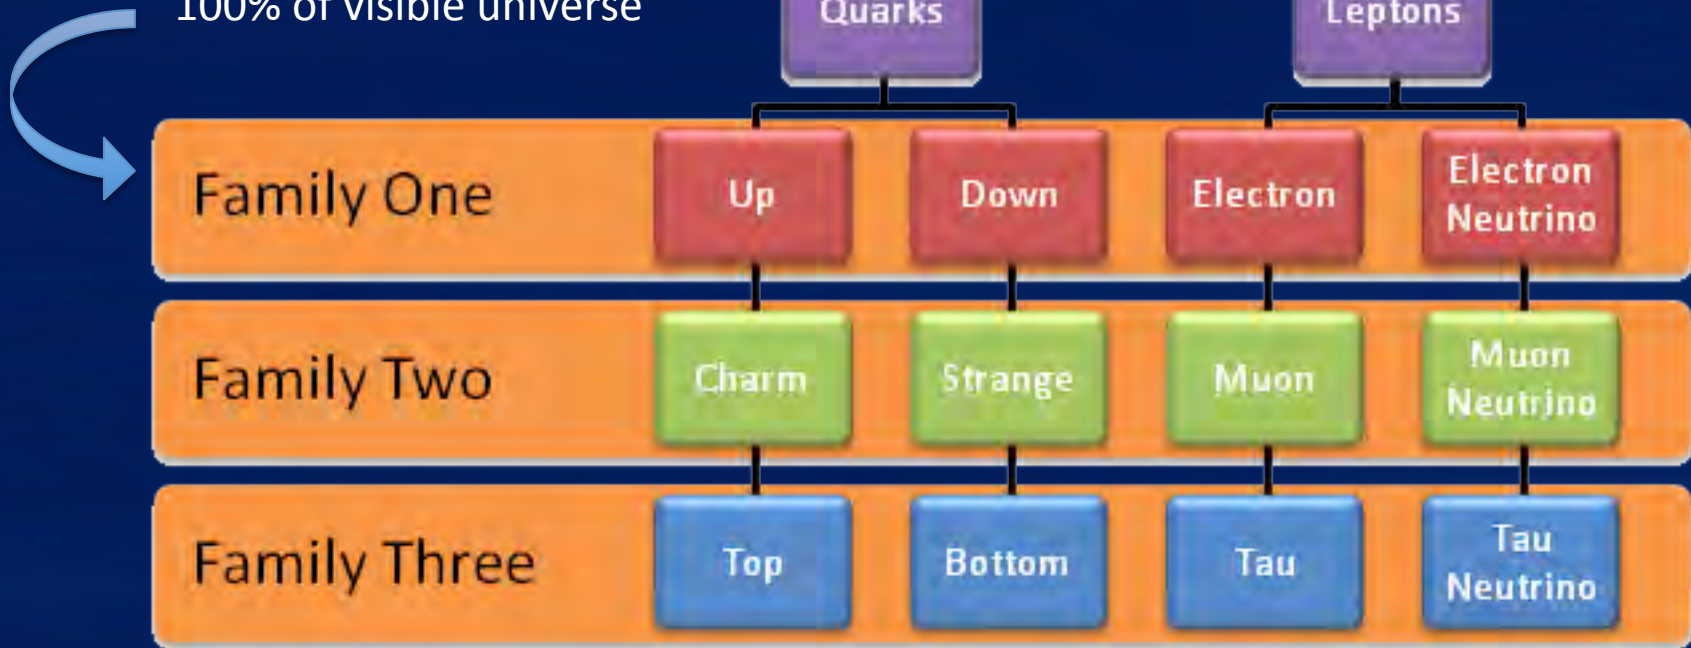 100% of visible universe
Quarks
Leptons
Family One
Up
Down
Electron
Electron
Neutrino
Family Two
Charm
Strange
Muon
Muon
Neutrino
Family Three
Top
Bottom
Tau
Tau
Neutrino